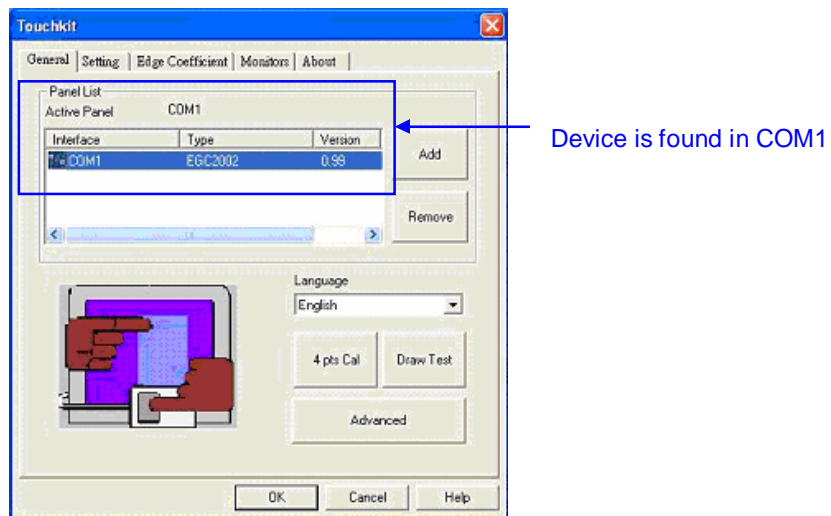 Touchkit
General Setting Edge Coefficient Monitors About
Panel List
Active Panel COM1
Interface Type Version
COM1 EGC2002 0.99
Add
Remove
Device is found in COM1
Language
English
4 pts Cal Draw Test
Advanced
OK Cancel Help